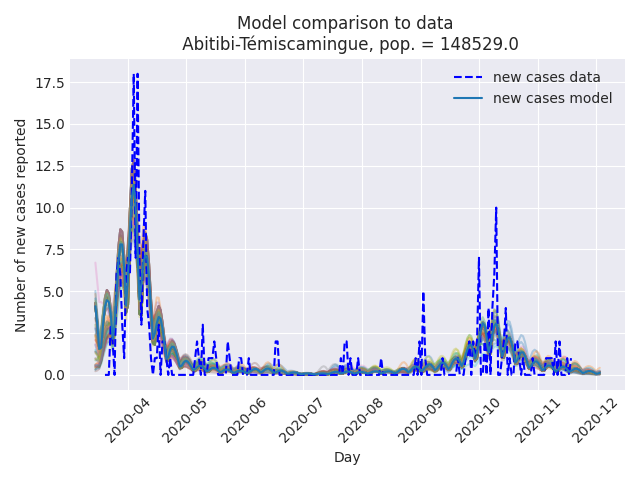 Model comparison to data
Abitibi-Témiscamingue, pop. = 148529.0
new cases data
new cases model
Number of new cases reported
17.5
15.0
12.5
10.0
7.5
5.0
2.5
0.0
2020-04
2020-05
2020-06
2020-07
2020-08
2020-09
2020-10
2020-11
2020-12
Day